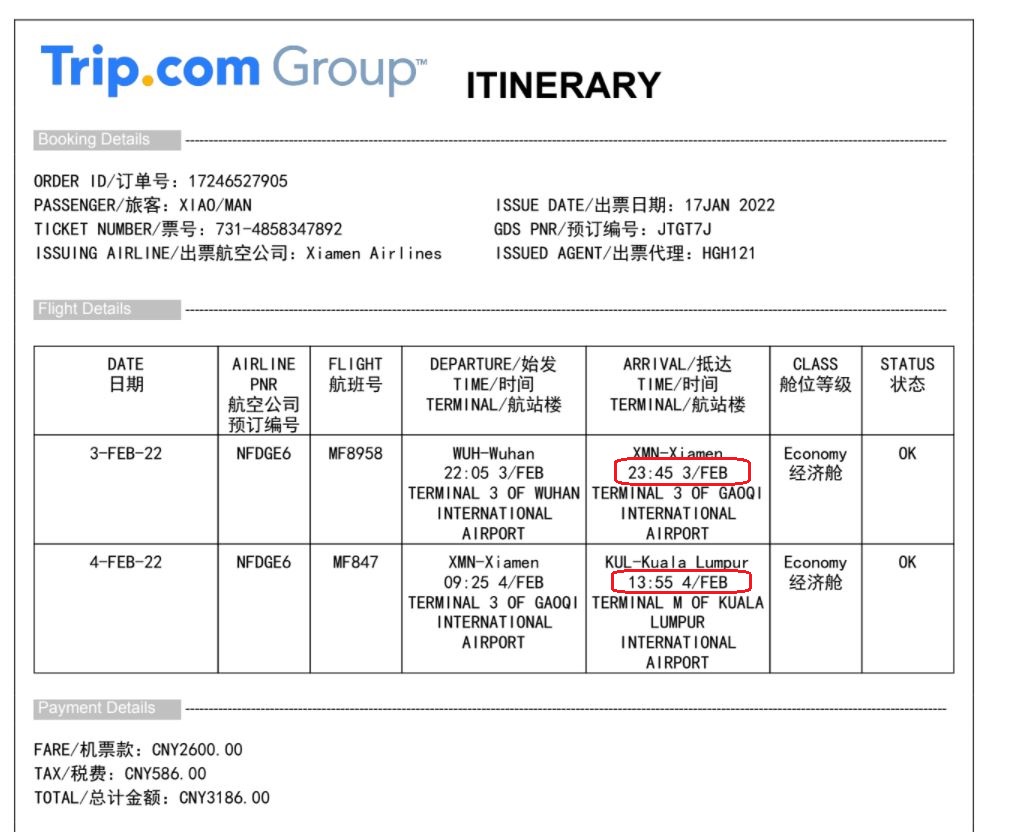 Trip.com Group™ ITINERARY
Booking Details
ORDER ID/订单号: 17246527905
PASSENGER/旅客: XIAO/MAN
ISSUE DATE/出票日期: 17JAN 2022
TICKET NUMBER/票号: 731-4858347892
GDS PNR/预订编号: JTGT7J
ISSUING AIRLINE/出票航空公司: Xiamen Airlines
ISSUED AGENT/出票代理: HGH121
Flight Details
DATE
日期
AIRLINE
PNR
航空公司
预订编号
FLIGHT
航班号
DEPARTURE/始发
TIME/时间
TERMINAL/航站楼
ARRIVAL/抵达
TIME/时间
TERMINAL/航站楼
CLASS
舱位等级
STATUS
状态
3-FEB-22
NFDGE6
MF8958
WUH-Wuhan
22:05 3/FEB
TERMINAL 3 OF WUHAN
INTERNATIONAL
AIRPORT
XMN-Xiamen
23:45 3/FEB
TERMINAL 3 OF GAOQI
INTERNATIONAL
AIRPORT
Economy
经济舱
OK
4-FEB-22
NFDGE6
MF847
XMN-Xiamen
09:25 4/FEB
TERMINAL 3 OF GAOQI
INTERNATIONAL
AIRPORT
KUL-Kuala Lumpur
13:55 4/FEB
TERMINAL M OF KUALA
LUMPUR
INTERNATIONAL
AIRPORT
Economy
经济舱
OK
Payment Details
FARE/机票款: CNY2600.00
TAX/税费: CNY586.00
TOTAL/总计金额: CNY3186.00